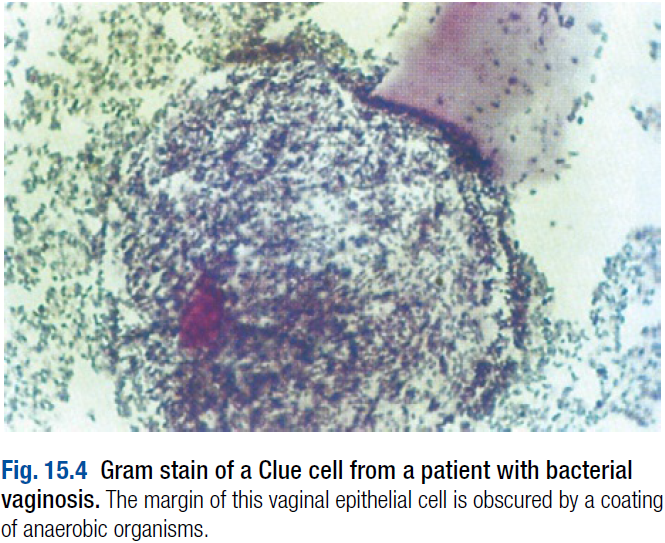 Fig. 15.4 Gram stain of a Clue cell from a patient with bacterial
vaginosis. The margin of this vaginal epithelial cell is obscured by a coating
of anaerobic organisms.